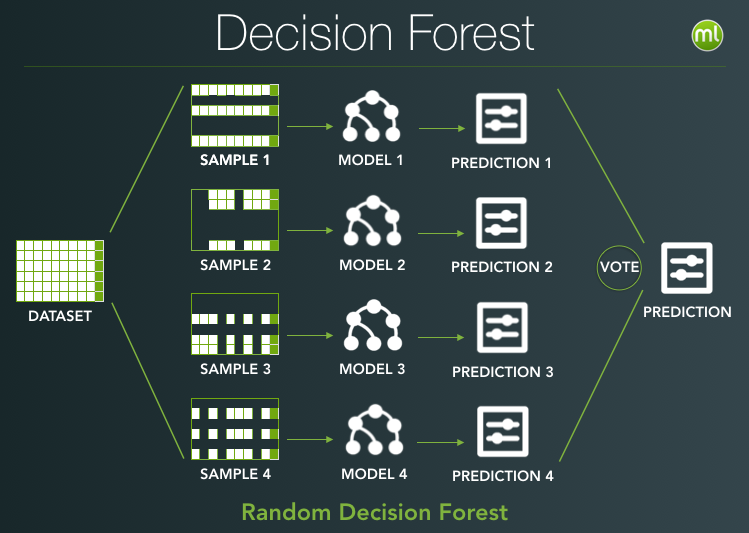 Decision Forest
ml
SAMPLE 1
MODEL 1
PREDICTION 1
SAMPLE 2
MODEL 2
PREDICTION 2
VOTE
DATASET
PREDICTION
SAMPLE 3
MODEL 3
PREDICTION 3
SAMPLE 4
MODEL 4
PREDICTION 4
Random Decision Forest